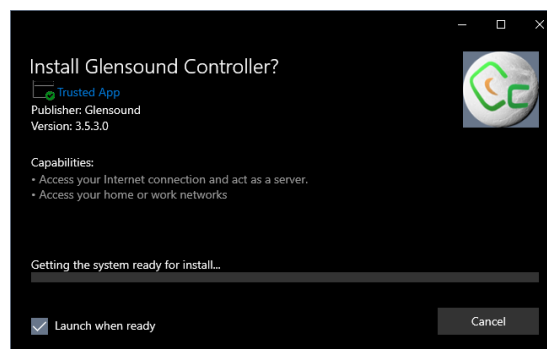 Install Glensound Controller?
Trusted App
Publisher: Glensound
Version: 3.5.3.0
Capabilities:
• Access your Internet connection and act as a server.
• Access your home or work networks
Getting the system ready for install...
Launch when ready
Cancel